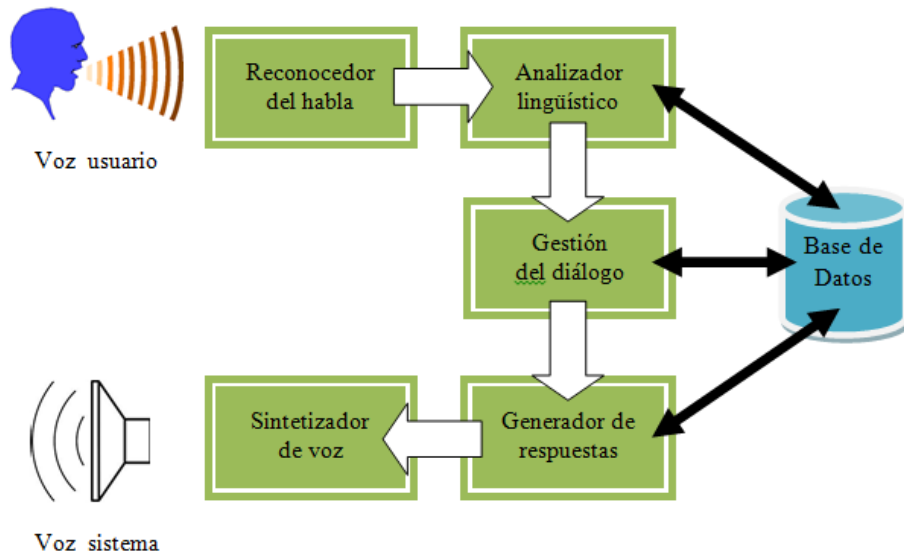 Reconocedor
del habla
Analizador
lingüístico
Voz usuario
Gestión
del diálogo
Base de
Datos
Sintetizador
de voz
Generador de
respuestas
Voz sistema